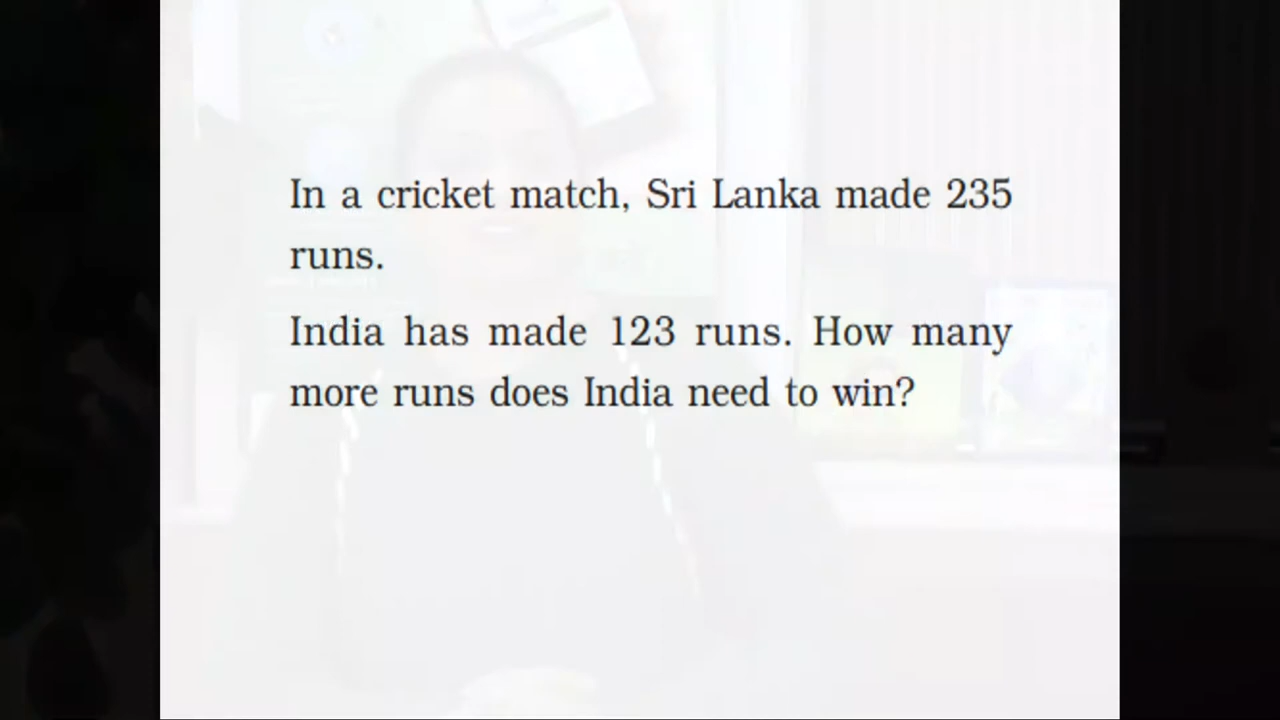 In a cricket match, Sri Lanka made 235
runs.
India has made 123 runs. How many
more runs does India need to win?